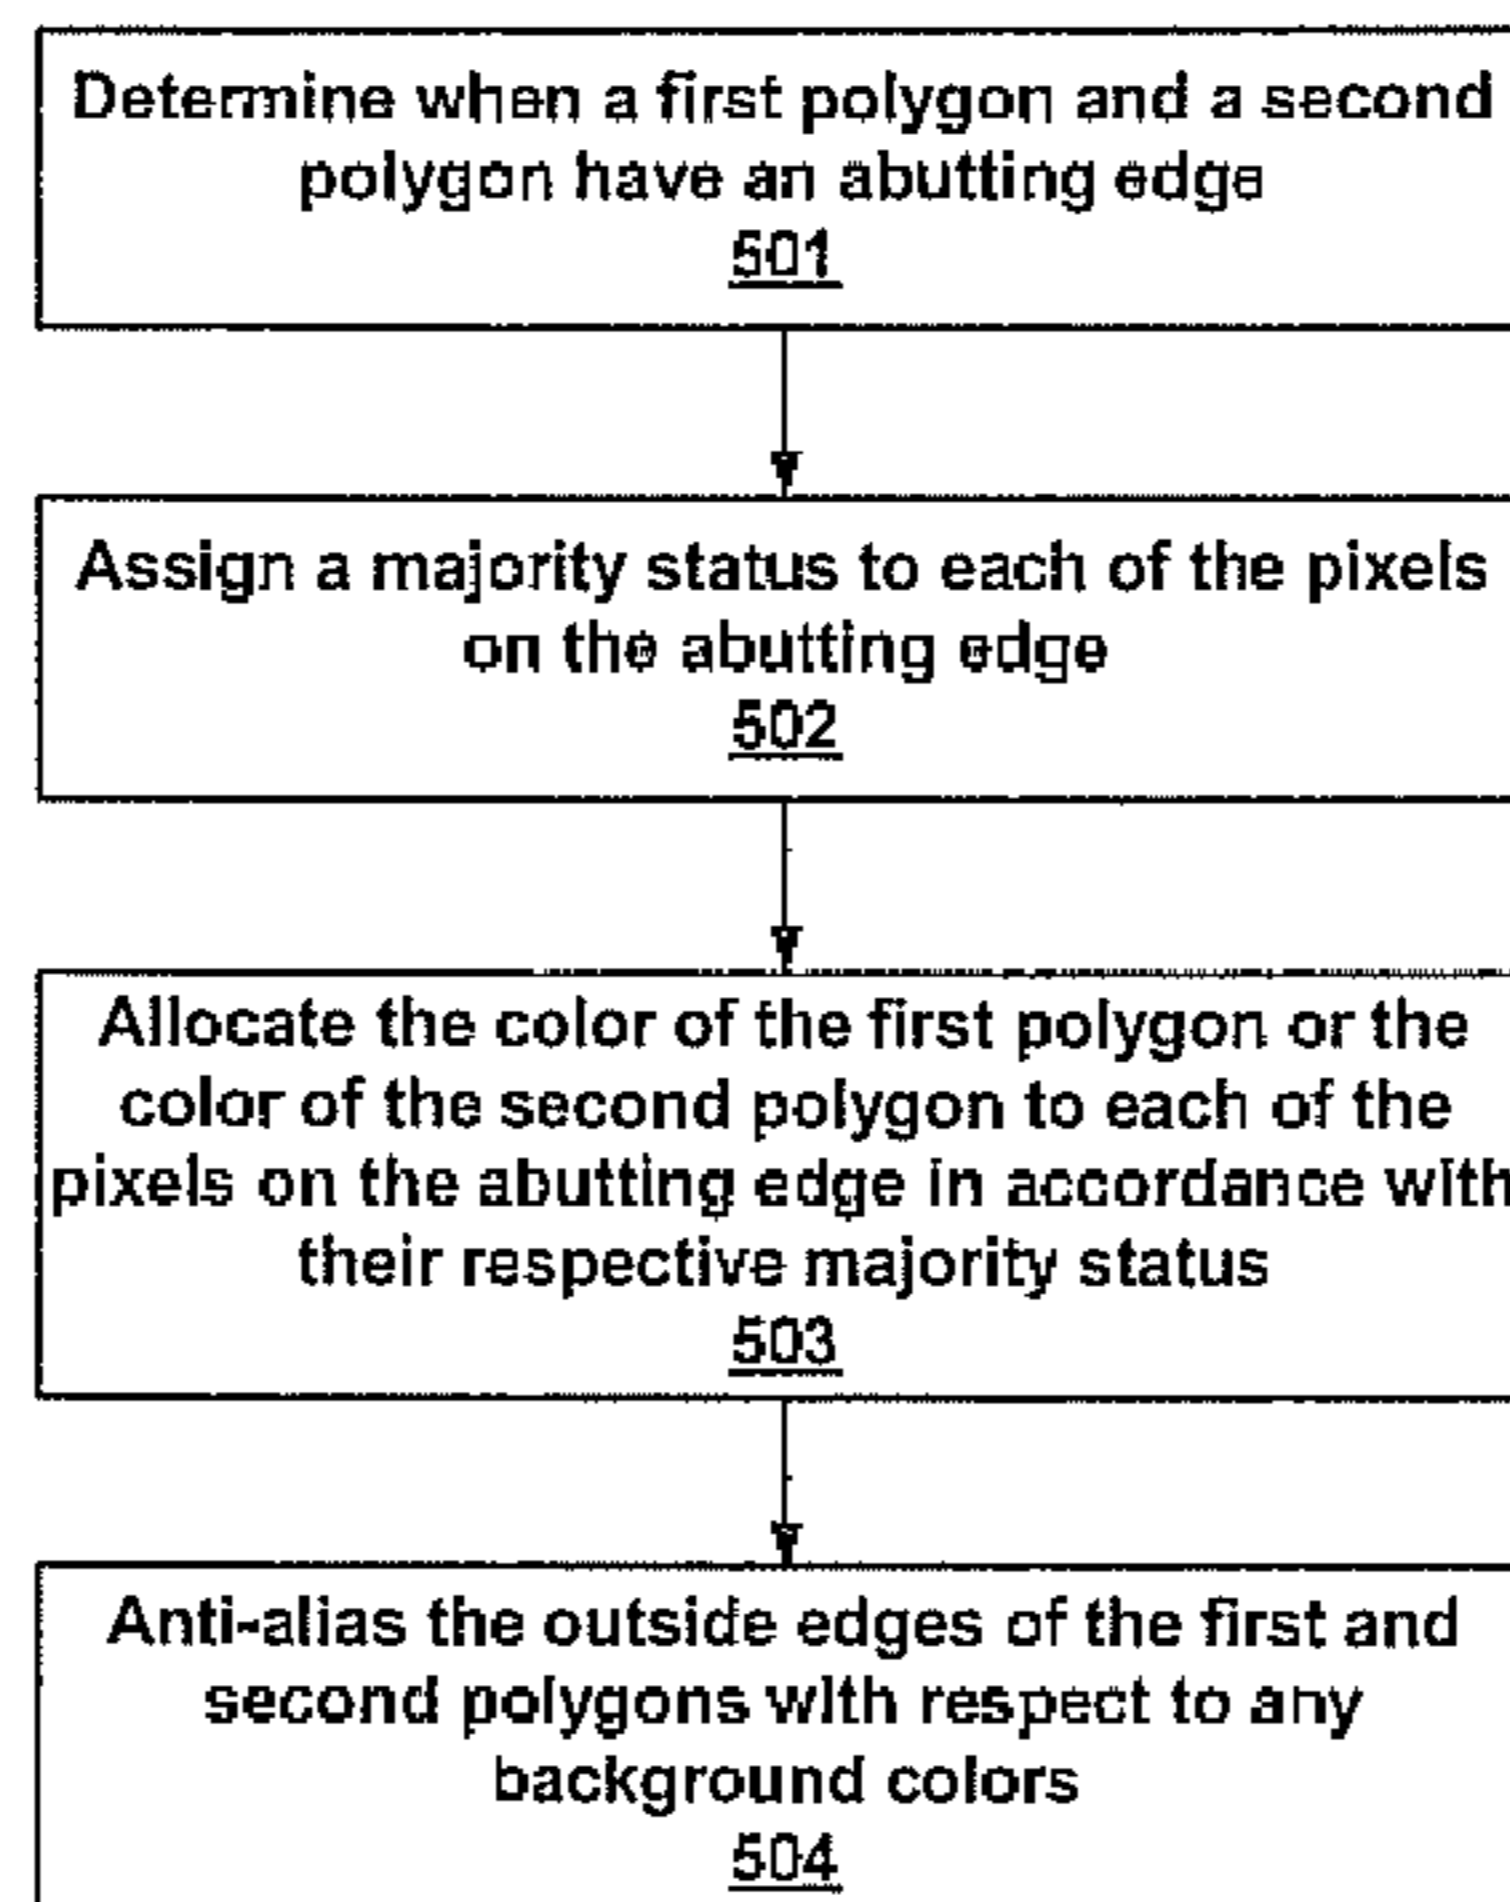 Determine when a first polygon and a second
polygon have an abutting edge
501
Assign a majority status to each of the pixels
on the abutting edge
502
Allocate the color of the first polygon or the
color of the second polygon to each of the
pixels on the abutting edge in accordance with
their respective majority status
503
Anti-alias the outside edges of the first and
second polygons with respect to any
background colors
504